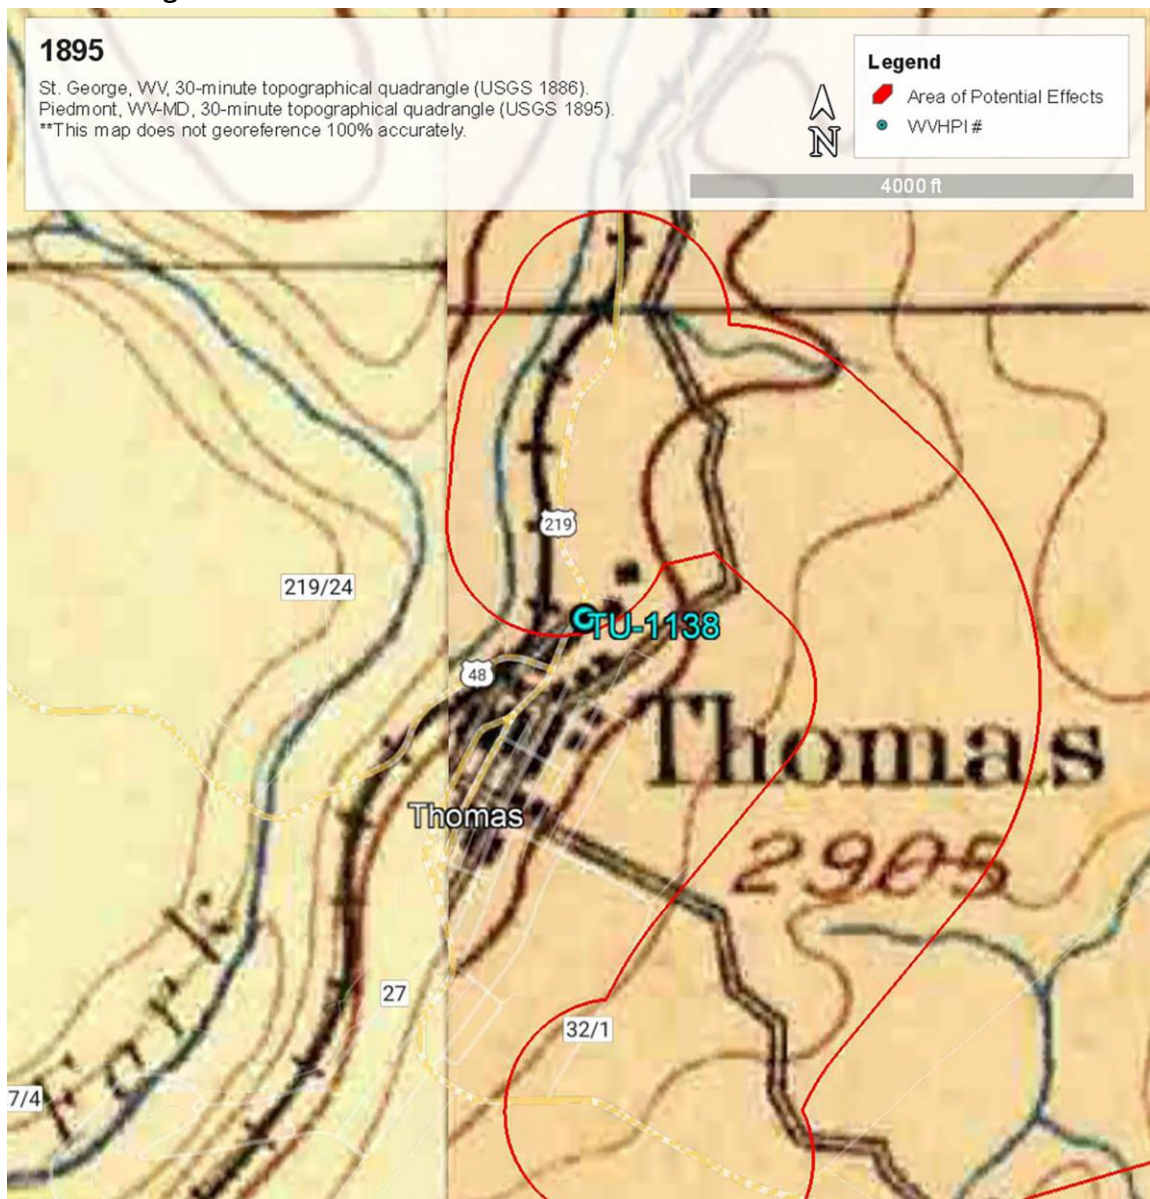 1895
St. George, WV, 30-minute topographical quadrangle (USGS 1886).
Piedmont, WV-MD, 30-minute topographical quadrangle (USGS 1895).
**This map does not georeference 100% accurately.
N
Legend
Area of Potential Effects
WVHPI #
4000 ft
219
219/24
TU-1138
48
Thomas
Thomas
2905
Fork
27
32/1
7/4